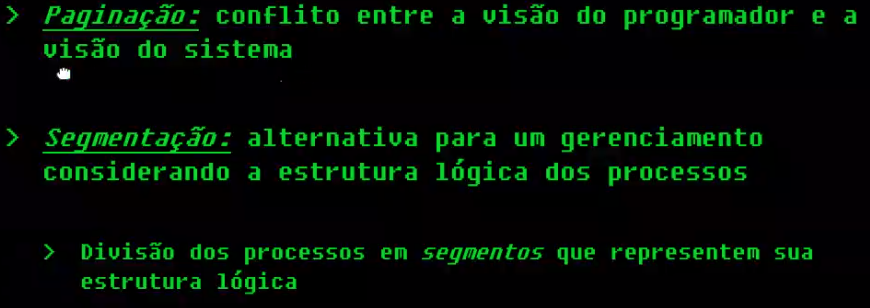 > Paginação: conflito entre a visão do programador e a
visão do sistema
> Segmentação: alternativa para um gerenciamento
considerando a estrutura lógica dos processos
> Divisão dos processos em segmentos que representem sua
estrutura lógica